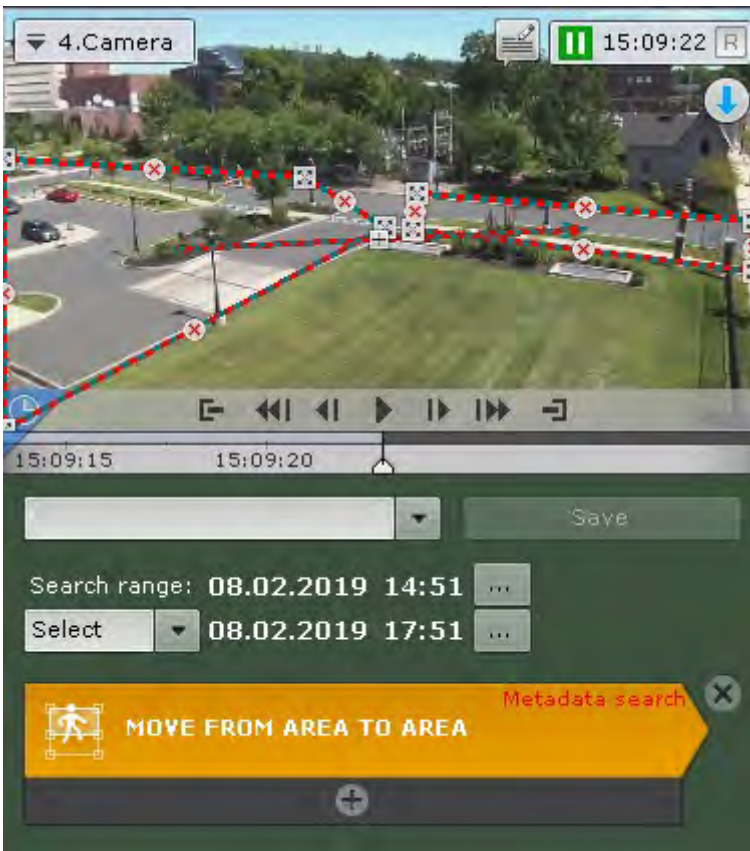 4.Camera
15:09:22 R
15:09:15 15:09:20
Save
Search range: 08.02.2019 14:51 ...
Select 08.02.2019 17:51 ...
Metadada search
MOVE FROM AREA TO AREA